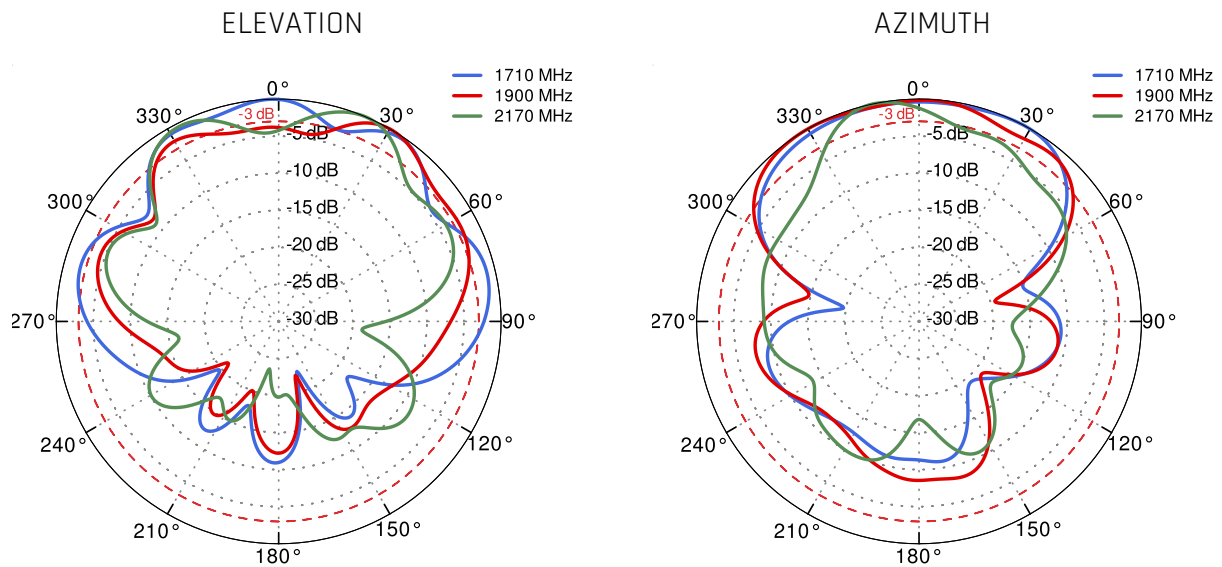 ELEVATION
1710 MHz
1900 MHz
2170 MHz
0°
330°
-3 dB
30°
-5 dB
-10 dB
300°
60°
-15 dB
-20 dB
-25 dB
270°
-30 dB
90°
240°
120°
210°
150°
180°
AZIMUTH
1710 MHz
1900 MHz
2170 MHz
0°
330°
-3 dB
30°
-5 dB
-10 dB
300°
60°
-15 dB
-20 dB
-25 dB
270°
-30 dB
90°
240°
120°
210°
150°
180°